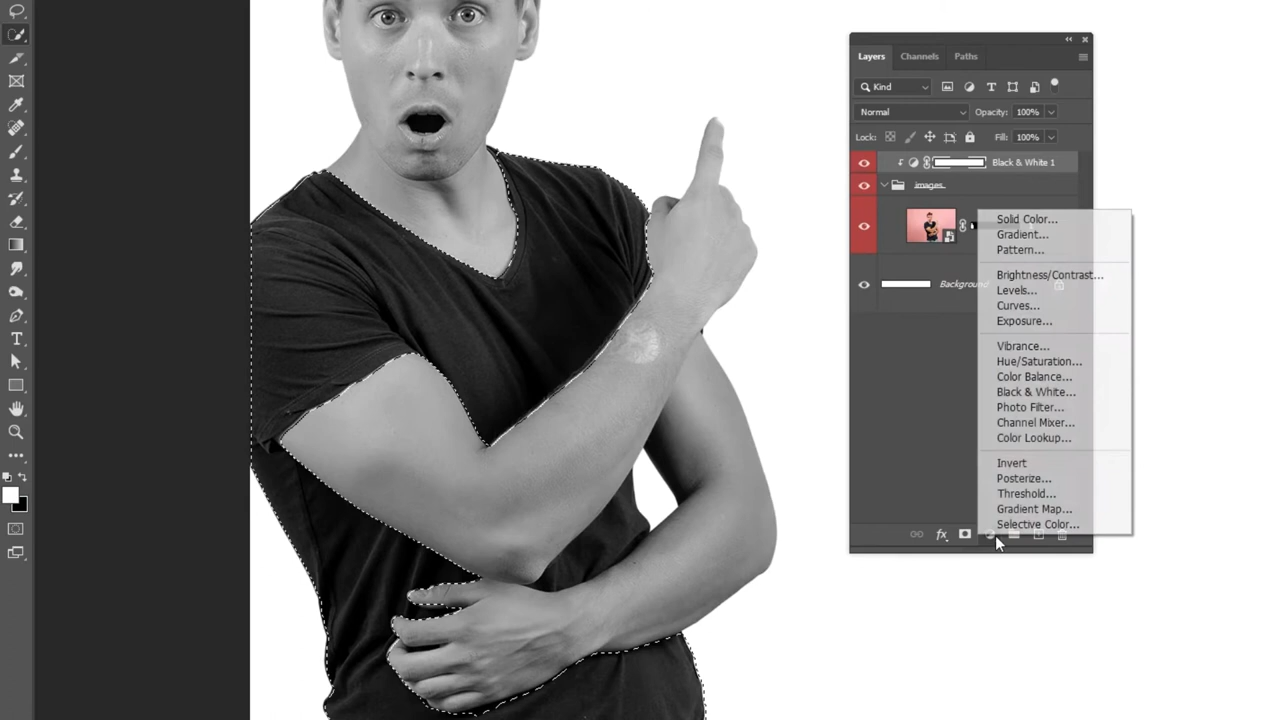 Layers Channels Paths
Kind
Normal Opacity: 100%
Lock: Fill: 100%
Black & White 1
images
Background
Solid Color...
Gradient...
Pattern...
Brightness/Contrast...
Levels...
Curves...
Exposure...
Vibrance...
Hue/Saturation...
Color Balance...
Black & White...
Photo Filter...
Channel Mixer...
Color Lookup...
Invert
Posterize...
Threshold...
Gradient Map...
Selective Color...
fx